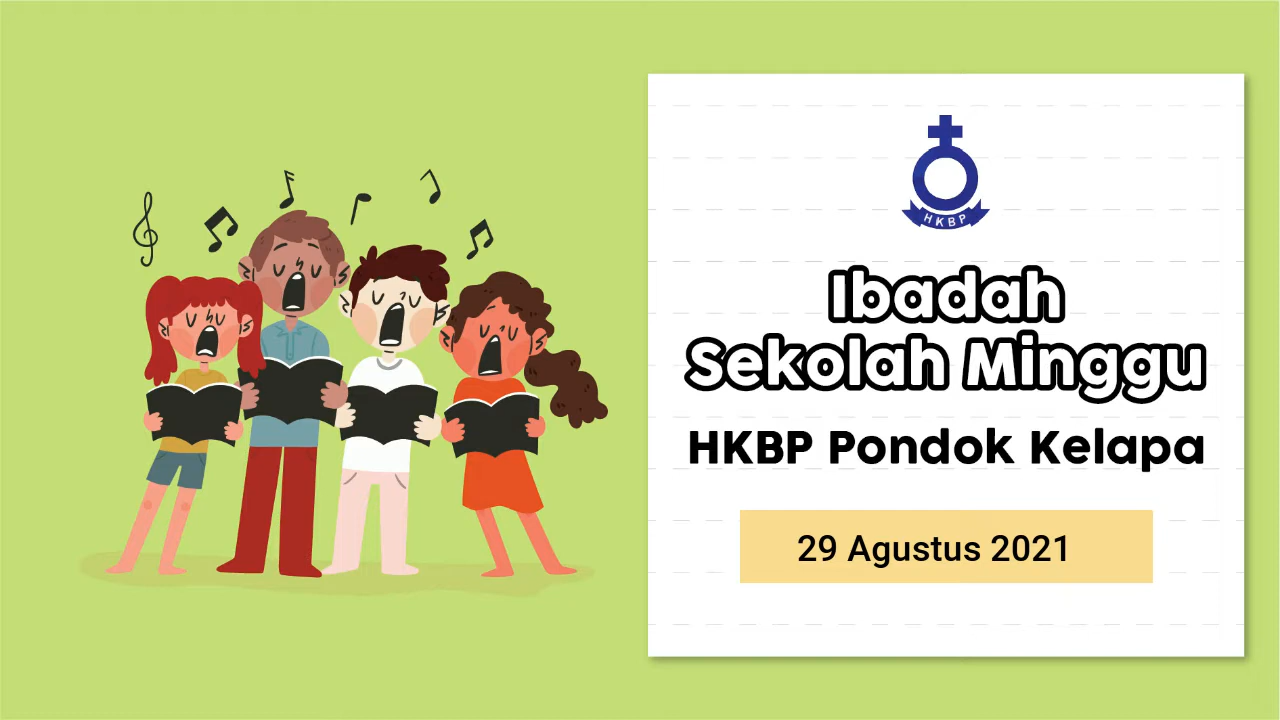 HKBP
Ibadah
Sekolah Minggu
HKBP Pondok Kelapa
29 Agustus 2021